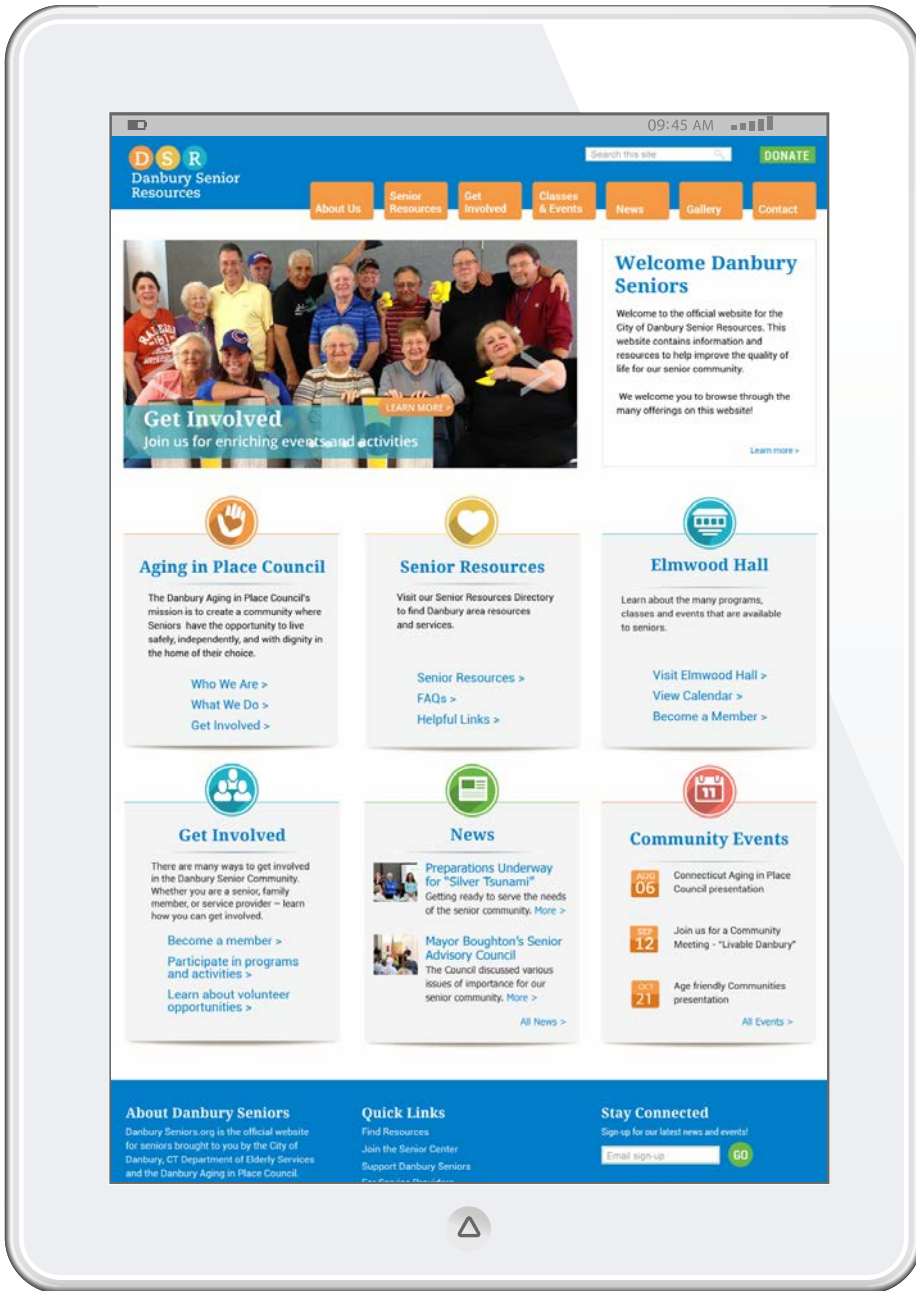 09:45 AM
D S R
Danbury Senior
Resources
Search this site
DONATE
About Us
Senior
Resources
Get
Involved
Classes
& Events
News
Gallery
Contact
LEARN MORE >
Get Involved
Join us for enriching events and activities
Welcome Danbury
Seniors
Welcome to the official website for the
City of Danbury Senior Resources. This
website contains information and
resources to help improve the quality of
life for our senior community.
We welcome you to browse through the
many offerings on this website!
Learn more >
Aging in Place Council
The Danbury Aging in Place Council's
mission is to create a community where
Seniors have the opportunity to live
safely, independently, and with dignity in
the home of their choice.
Who We Are >
What We Do >
Get Involved >
Senior Resources
Visit our Senior Resources Directory
to find Danbury area resources
and services.
Senior Resources >
FAQs >
Helpful Links >
Elmwood Hall
Learn about the many programs,
classes and events that are available
to seniors.
Visit Elmwood Hall >
View Calendar >
Become a Member >
Get Involved
There are many ways to get involved
in the Danbury Senior Community.
Whether you are a senior, family
member, or service provider – learn
how you can get involved.
Become a member >
Participate in programs
and activities >
Learn about volunteer
opportunities >
News
Preparations Underway
for "Silver Tsunami"
Getting ready to serve the needs
of the senior community. More >
Mayor Boughton's Senior
Advisory Council
The Council discussed various
issues of importance for our
senior community. More >
All News >
11
Community Events
AUG
06
Connecticut Aging in Place
Council presentation
SEP
12
Join us for a Community
Meeting - "Livable Danbury"
OCT
21
Age friendly Communities
presentation
All Events >
About Danbury Seniors
Danbury Seniors.org is the official website
for seniors brought to you by the City of
Danbury, CT Department of Elderly Services
and the Danbury Aging in Place Council.
Quick Links
Find Resources
Join the Senior Center
Support Danbury Seniors
For Service Providers
Stay Connected
Sign-up for our latest news and events!
Email sign-up
GO